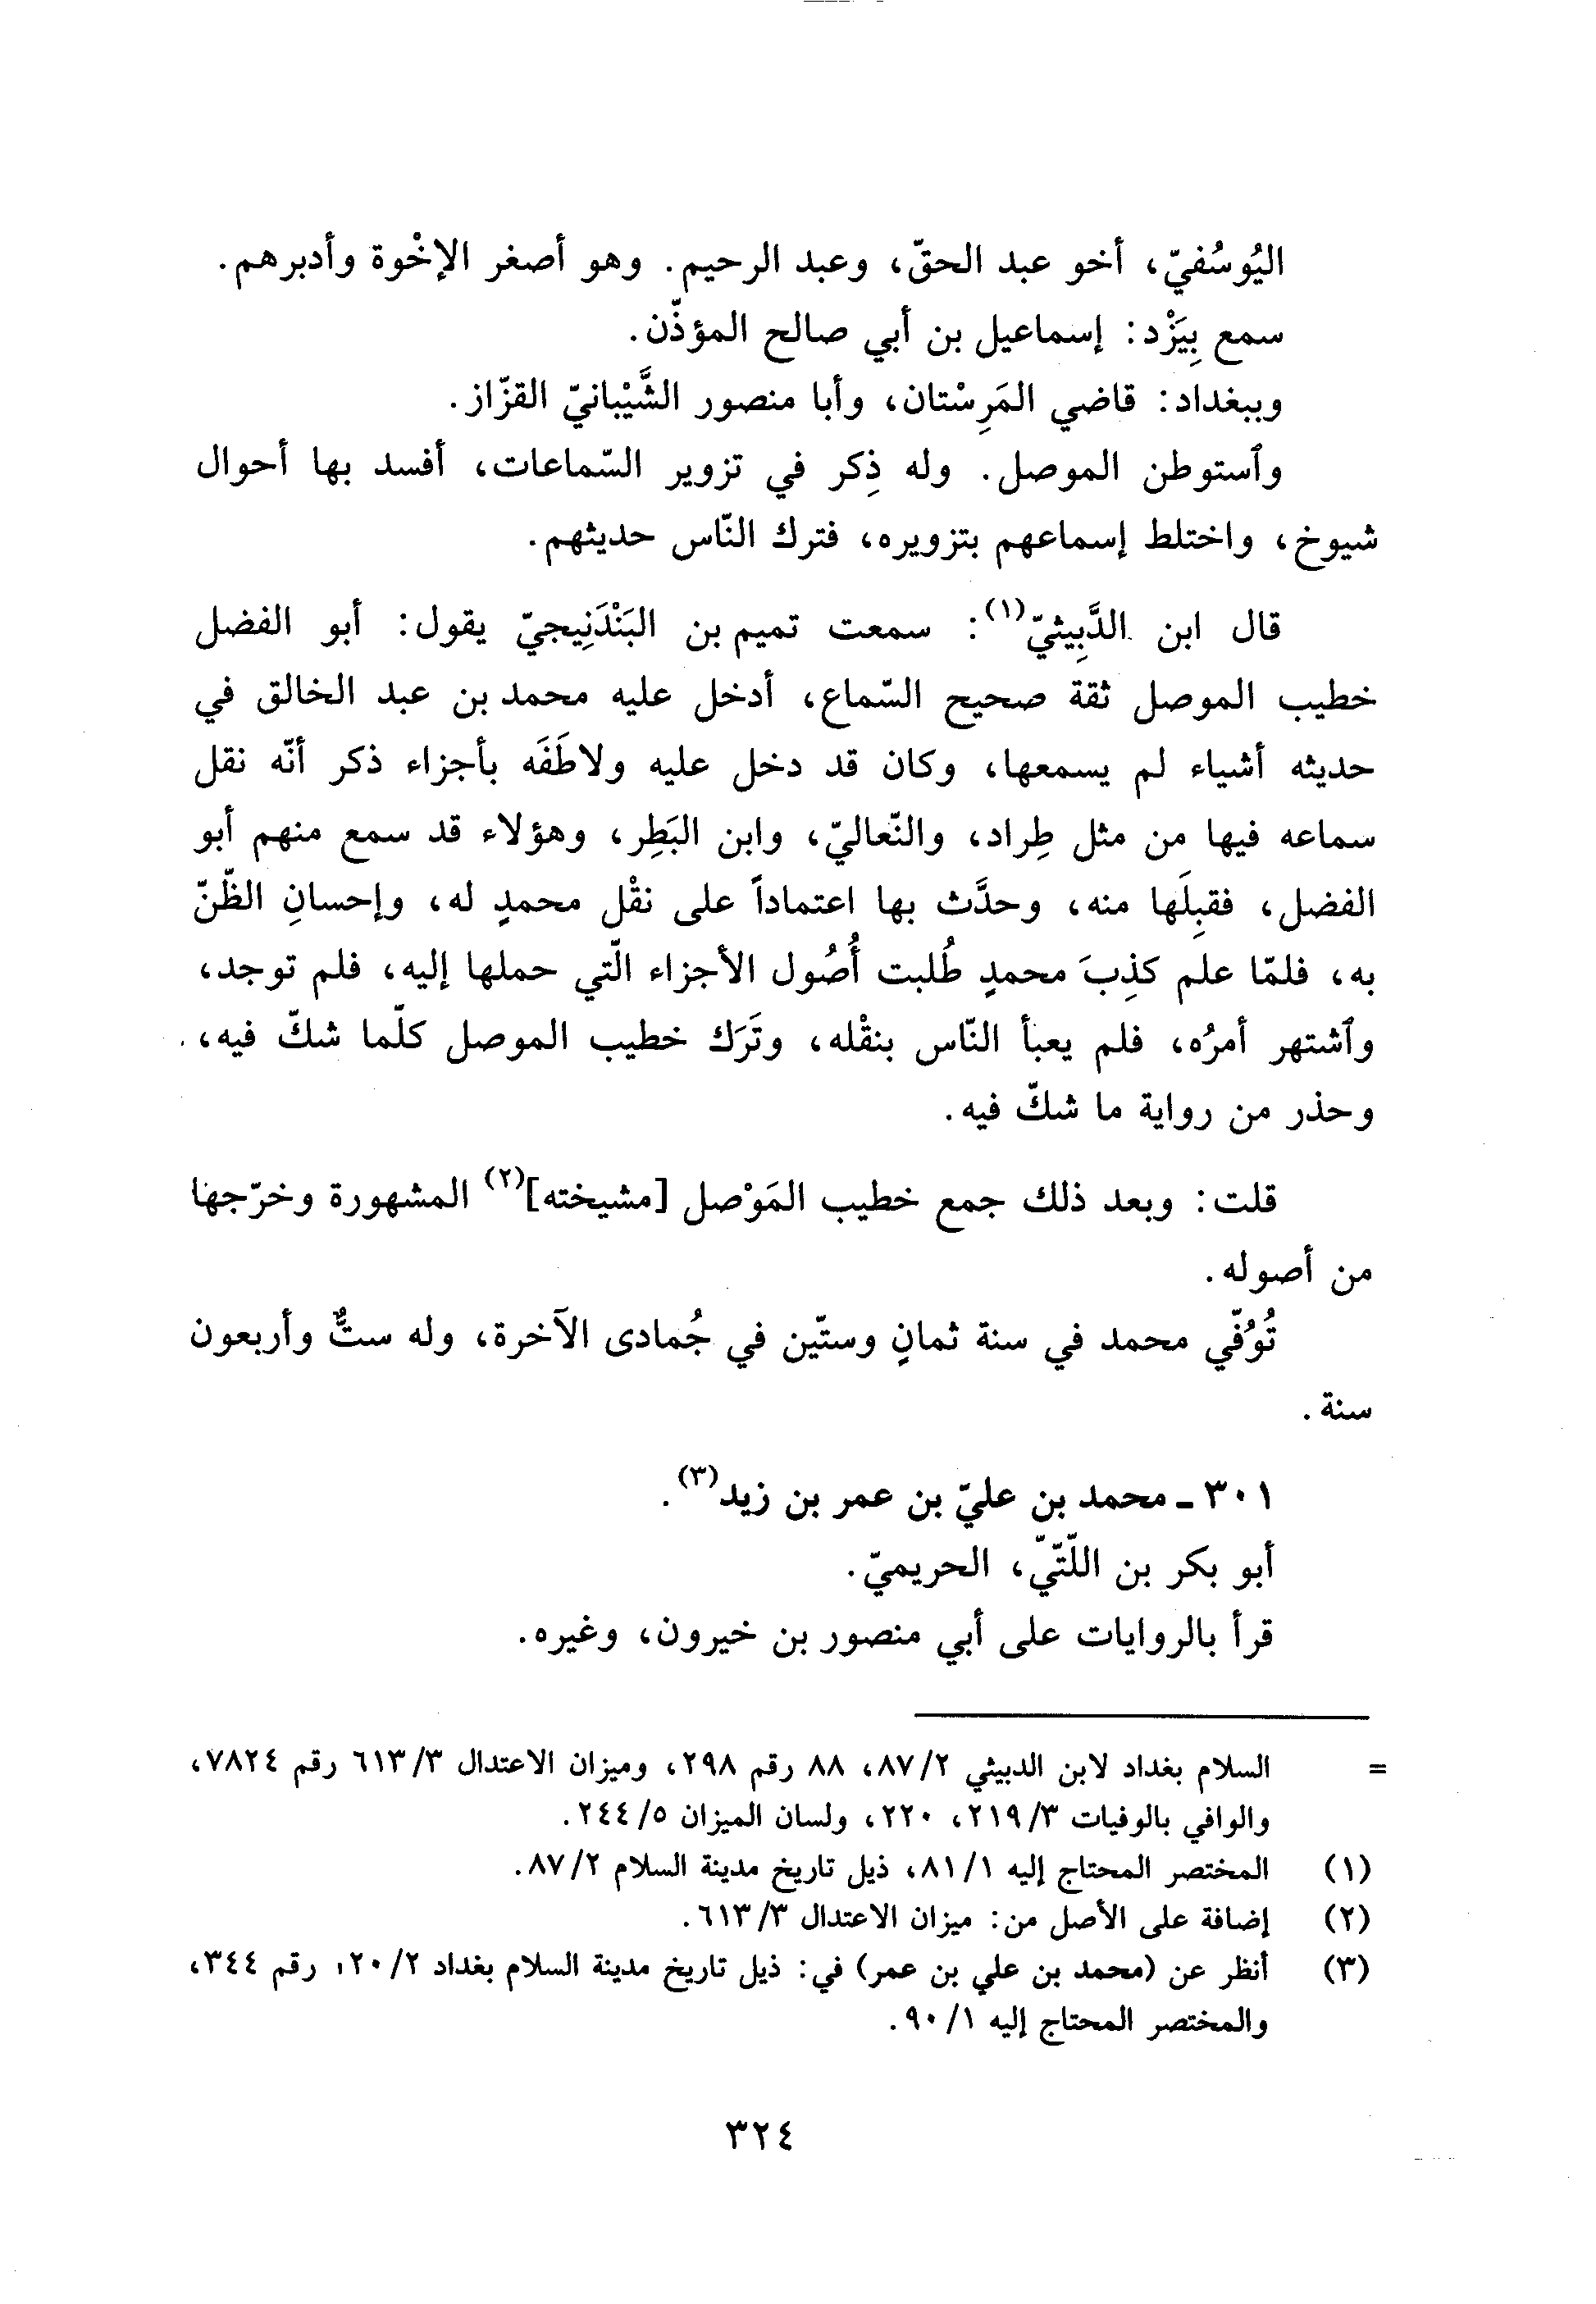 اليُوسُفيّ، أخو عبد الحقّ، وعبد الرحيم. وهو أصغر الإخْوة وأدبرهم.
سمع بِيَزْد: إسماعيل بن أبي صالح المؤذّن.
وببغداد: قاضي المَرِسْتان، وأبا منصور الشَّيْبانيّ القزّاز.
وٱستوطن الموصل. وله ذِكر في تزوير السّماعات، أفسد بها أحوال
شيوخ، واختلط إسماعهم بتزويره، فترك النّاس حديثهم.
قال ابن الدَّبِيثيّ(١): سمعت تميم بن البَنْدَنِيجيّ يقول: أبو الفضل
خطيب الموصل ثقة صحيح السّماع، أدخل عليه محمد بن عبد الخالق في
حديثه أشياء لم يسمعها، وكان قد دخل عليه ولاطَفَه بأجزاء ذكر أنّه نقل
سماعه فيها من مثل طِراد، والنّعاليّ، وابن البَطِر، وهؤلاء قد سمع منهم أبو
الفضل، فقبِلَها منه، وحدَّث بها اعتماداً على نقْل محمدٍ له، وإحسانِ الظّنّ
به، فلمّا علم كذِبَ محمدٍ طُلبت أُصُول الأجزاء الّتي حملها إليه، فلم توجد،
وٱشتهر أمرُه، فلم يعبأ النّاس بنقْله، وتَرَك خطيب الموصل كلّما شكّ فيه،
وحذر من رواية ما شكّ فيه.
قلت: وبعد ذلك جمع خطيب المَوْصل [مشيخته](٢) المشهورة وخرّجها
من أصوله.
تُوُفّي محمد في سنة ثمانٍ وستّين في جُمادى الآخرة، وله ستٌّ وأربعون
سنة.
٣٠١ ـ محمد بن عليّ بن عمر بن زيد(٣).
أبو بكر بن اللّتّيّ، الحريميّ.
قرأ بالروايات على أبي منصور بن خيرون، وغيره.
= السلام بغداد لابن الدبيثي ٨٧/٢، ٨٨ رقم ٢٩٨، وميزان الاعتدال ٦١٣/٣ رقم ٧٨٢٤،
والوافي بالوفيات ٢١٩/٣، ٢٢٠، ولسان الميزان ٢٤٤/٥.
(١) المختصر المحتاج إليه ٨١/١، ذيل تاريخ مدينة السلام ٨٧/٢.
(٢) إضافة على الأصل من: ميزان الاعتدال ٦١٣/٣.
(٣) أنظر عن (محمد بن علي بن عمر) في: ذيل تاريخ مدينة السلام بغداد ٢٠/٢، رقم ٣٤٤،
والمختصر المحتاج إليه ٩٠/١.
٣٢٤